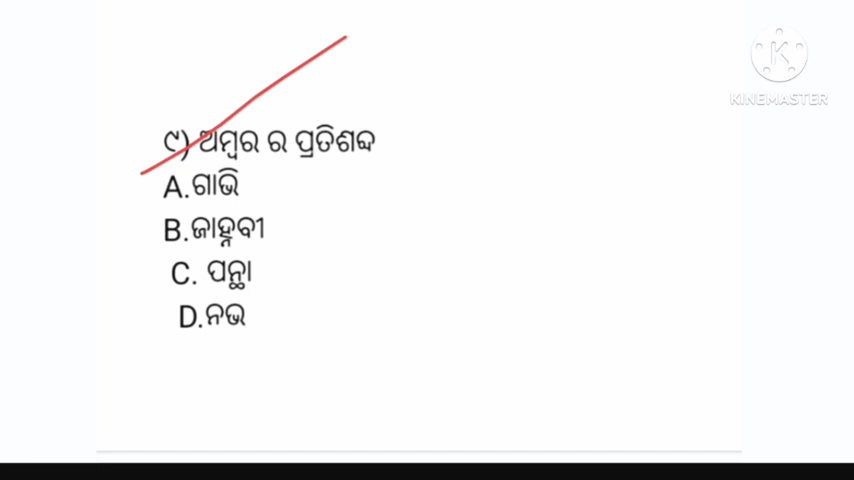 KINEMASTER
୯) ଅମ୍ବର ର ପ୍ରତିଶବ୍ଦ
A.ଗାଭି
B.ଜାହ୍ନବୀ
C. ପନ୍ଥା
D.ନଭ